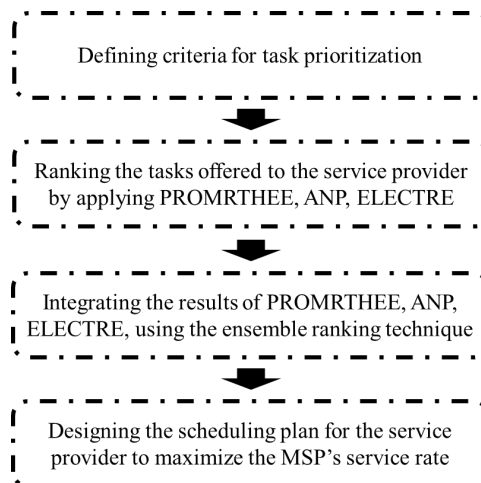 Defining criteria for task prioritization
Ranking the tasks offered to the service provider
by applying PROMRTHEE, ANP, ELECTRE
Integrating the results of PROMRTHEE, ANP,
ELECTRE, using the ensemble ranking technique
Designing the scheduling plan for the service
provider to maximize the MSP's service rate